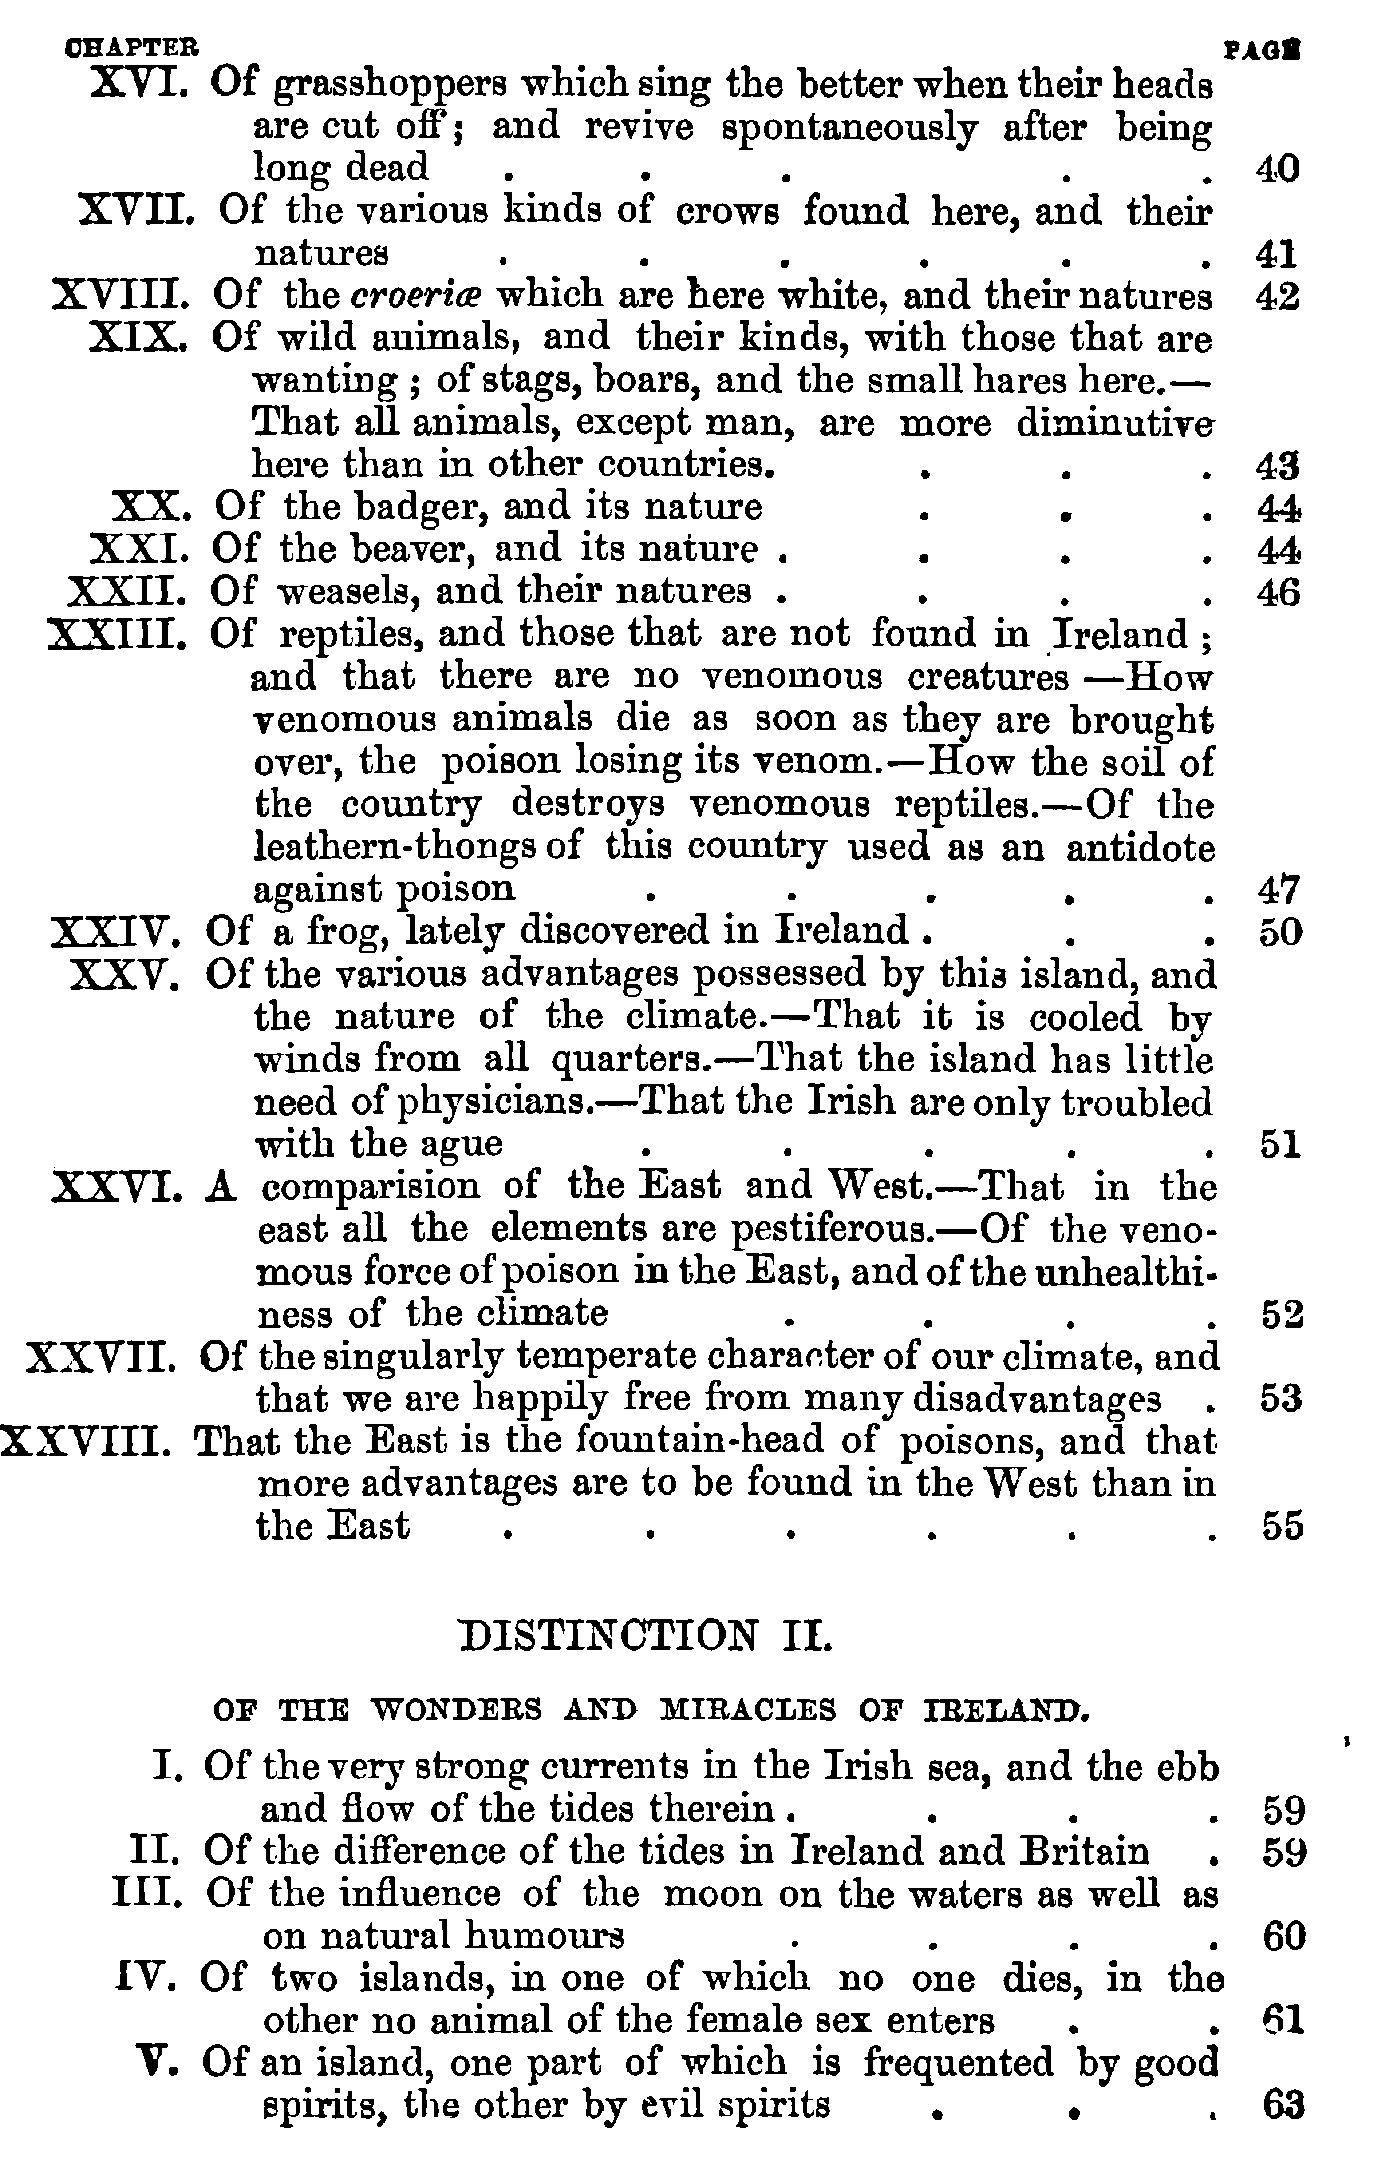 CHAPTER PAGE
XVI. Of grasshoppers which sing the better when their heads
are cut off; and revive spontaneously after being
long dead . . . . . 40
XVII. Of the various kinds of crows found here, and their
natures . . . . . . 41
XVIII. Of the croeriæ which are here white, and their natures 42
XIX. Of wild animals, and their kinds, with those that are
wanting ; of stags, boars, and the small hares here.—
That all animals, except man, are more diminutive
here than in other countries. . . . 43
XX. Of the badger, and its nature . . . 44
XXI. Of the beaver, and its nature . . . . 44
XXII. Of weasels, and their natures . . . . 46
XXIII. Of reptiles, and those that are not found in Ireland ;
and that there are no venomous creatures —How
venomous animals die as soon as they are brought
over, the poison losing its venom.—How the soil of
the country destroys venomous reptiles.—Of the
leathern-thongs of this country used as an antidote
against poison . . . . . 47
XXIV. Of a frog, lately discovered in Ireland . . . 50
XXV. Of the various advantages possessed by this island, and
the nature of the climate.—That it is cooled by
winds from all quarters.—That the island has little
need of physicians.—That the Irish are only troubled
with the ague . . . . . 51
XXVI. A comparision of the East and West.—That in the
east all the elements are pestiferous.—Of the veno-
mous force of poison in the East, and of the unhealthi-
ness of the climate . . . . 52
XXVII. Of the singularly temperate character of our climate, and
that we are happily free from many disadvantages . 53
XXVIII. That the East is the fountain-head of poisons, and that
more advantages are to be found in the West than in
the East . . . . . . 55
DISTINCTION II.
OF THE WONDERS AND MIRACLES OF IRELAND.
I. Of the very strong currents in the Irish sea, and the ebb
and flow of the tides therein . . . . 59
II. Of the difference of the tides in Ireland and Britain . 59
III. Of the influence of the moon on the waters as well as
on natural humours . . . . 60
IV. Of two islands, in one of which no one dies, in the
other no animal of the female sex enters . . 61
V. Of an island, one part of which is frequented by good
spirits, the other by evil spirits . . . 63